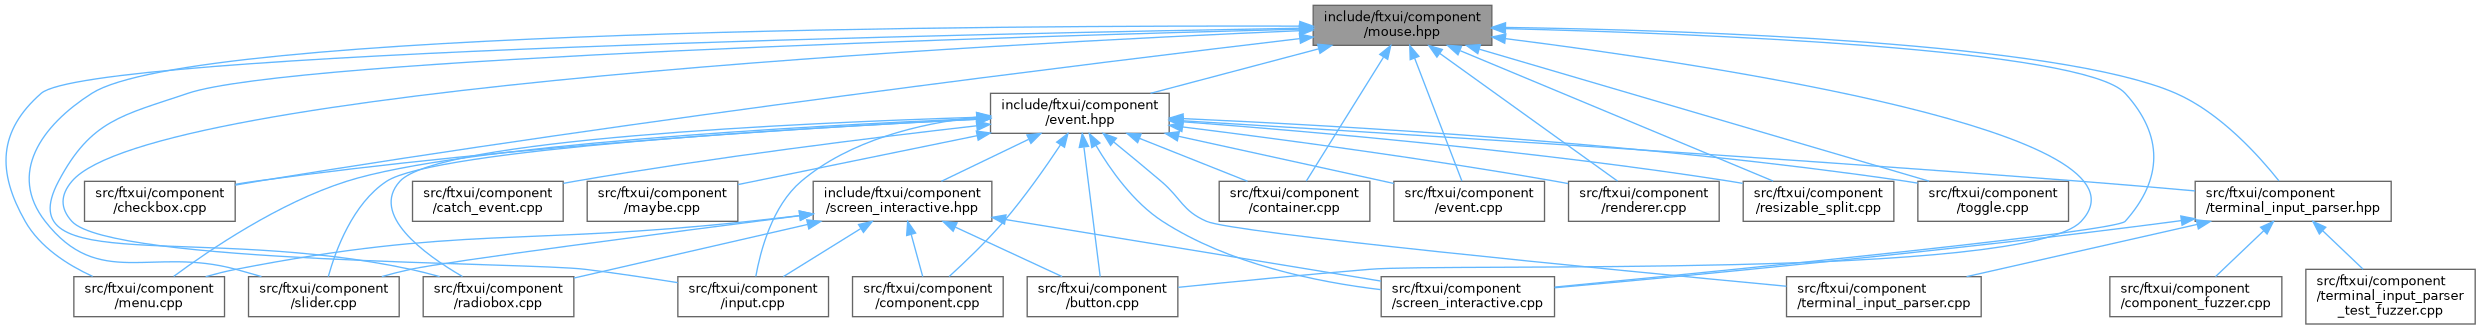 include/ftxui/component
/mouse.hpp
include/ftxui/component
/event.hpp
src/ftxui/component
/checkbox.cpp
src/ftxui/component
/catch_event.cpp
src/ftxui/component
/maybe.cpp
include/ftxui/component
/screen_interactive.hpp
src/ftxui/component
/container.cpp
src/ftxui/component
/event.cpp
src/ftxui/component
/renderer.cpp
src/ftxui/component
/resizable_split.cpp
src/ftxui/component
/toggle.cpp
src/ftxui/component
/terminal_input_parser.hpp
src/ftxui/component
/menu.cpp
src/ftxui/component
/slider.cpp
src/ftxui/component
/radiobox.cpp
src/ftxui/component
/input.cpp
src/ftxui/component
/component.cpp
src/ftxui/component
/button.cpp
src/ftxui/component
/screen_interactive.cpp
src/ftxui/component
/terminal_input_parser.cpp
src/ftxui/component
/component_fuzzer.cpp
src/ftxui/component
/terminal_input_parser
_test_fuzzer.cpp